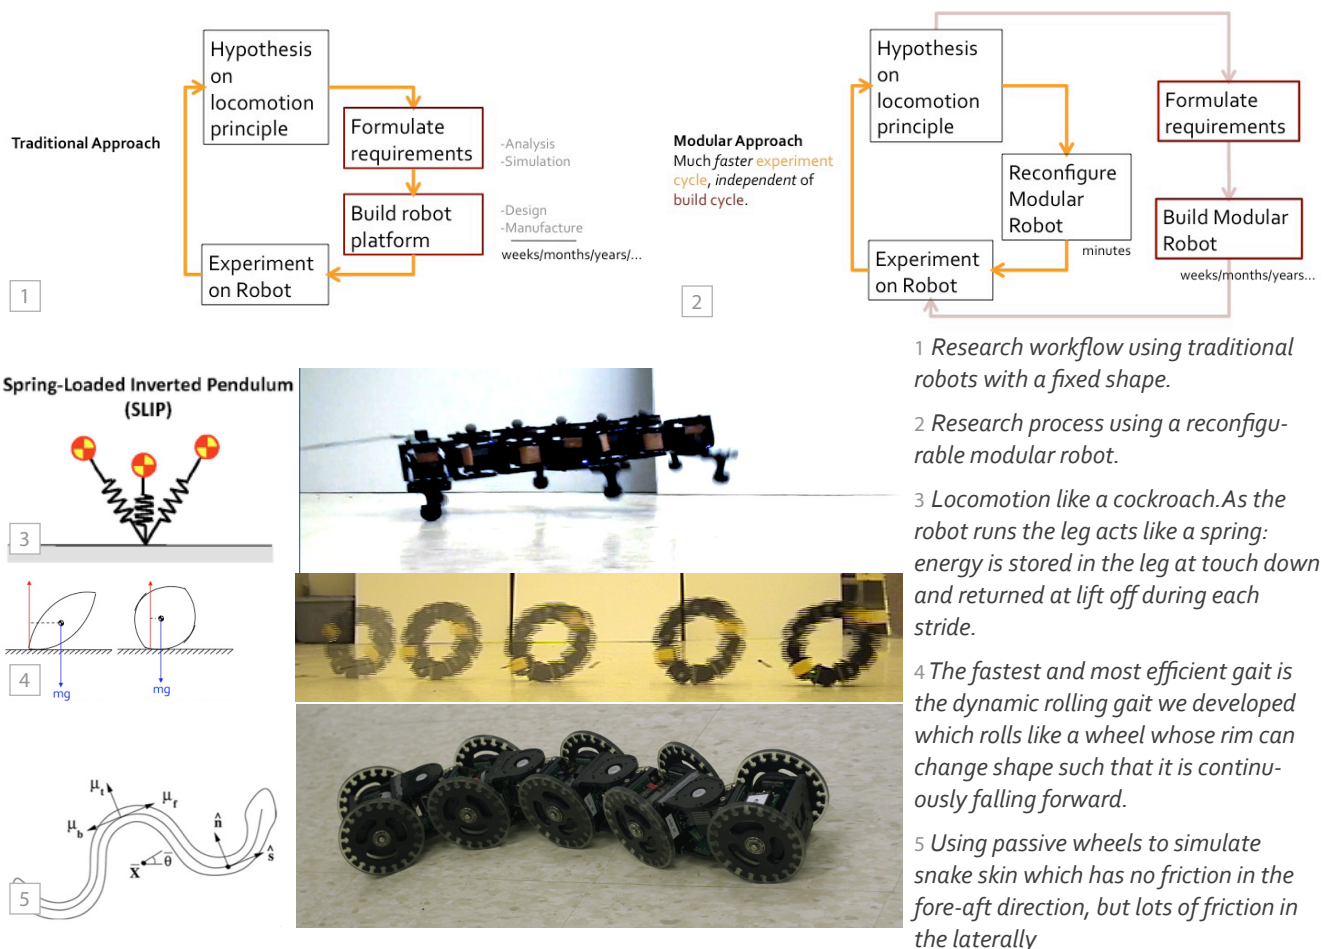 Traditional Approach
Hypothesis
on
locomotion
principle
Formulate
requirements
-Analysis
-Simulation
Build robot
platform
-Design
-Manufacture
weeks/months/years/...
Experiment
on Robot
1
Modular Approach
Much faster experiment
cycle, independent of
build cycle.
Hypothesis
on
locomotion
principle
Formulate
requirements
Reconfigure
Modular
Robot
minutes
Build Modular
Robot
weeks/months/years...
Experiment
on Robot
2
Spring-Loaded Inverted Pendulum
(SLIP)
3
mg
mg
4
μt
μf
μb
n̂
ŝ
x̄
θ̄
5
1 Research workflow using traditional
robots with a fixed shape.
2 Research process using a reconfigu-
rable modular robot.
3 Locomotion like a cockroach.As the
robot runs the leg acts like a spring:
energy is stored in the leg at touch down
and returned at lift off during each
stride.
4 The fastest and most efficient gait is
the dynamic rolling gait we developed
which rolls like a wheel whose rim can
change shape such that it is continu-
ously falling forward.
5 Using passive wheels to simulate
snake skin which has no friction in the
fore-aft direction, but lots of friction in
the laterally